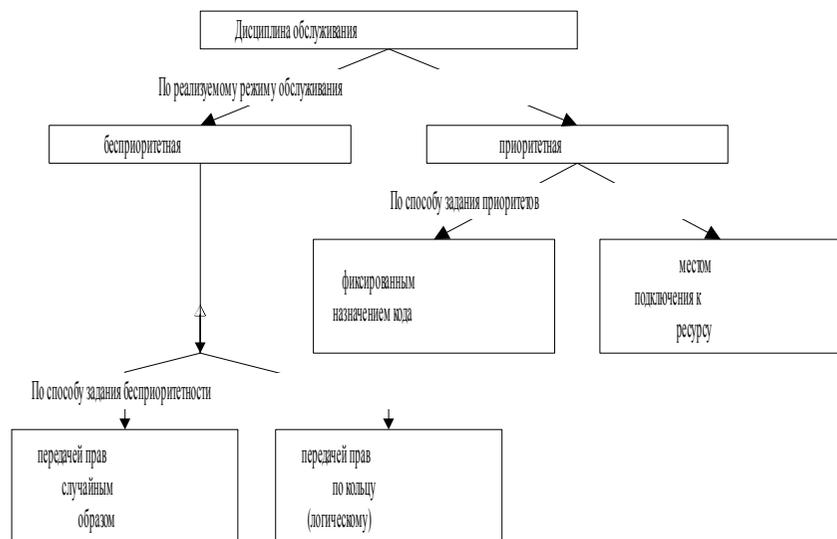 Дисциплина обслуживания
По реализуемому режиму обслуживания
бесприоритетная
приоритетная
По способу задания приоритетов
фиксированным
назначением кода
местом
подключения к
ресурсу
По способу задания бесприоритетности
передачей прав
случайным
образом
передачей прав
по кольцу
(логическому)